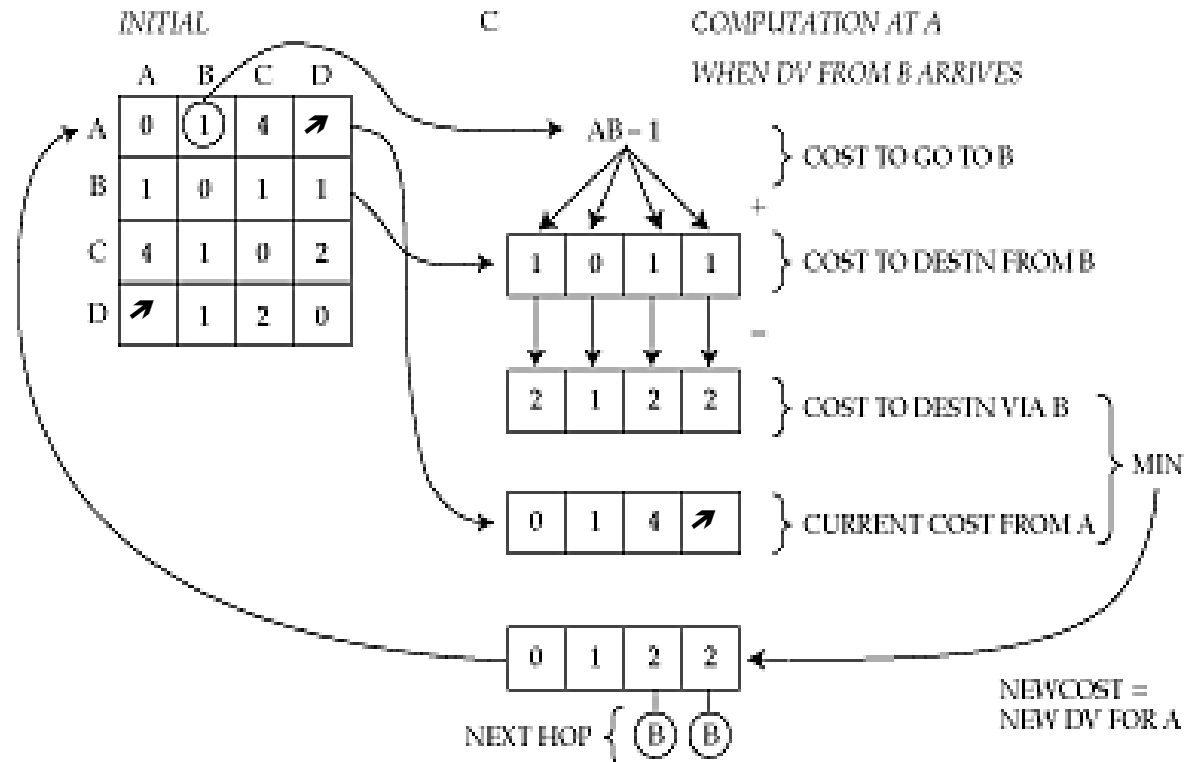 INITIAL
C
COMPUTATION AT A
WHEN DV FROM B ARRIVES
A B C D
A 0 1 4
B 1 0 1 1
C 4 1 0 2
D 1 2 0
AB = 1
COST TO GO TO B
+
1 0 1 1
COST TO DESTN FROM B
=
2 1 2 2
COST TO DESTN VIA B
MIN
0 1 4
CURRENT COST FROM A
0 1 2 2
NEWCOST =
NEW DV FOR A
NEXT HOP B B